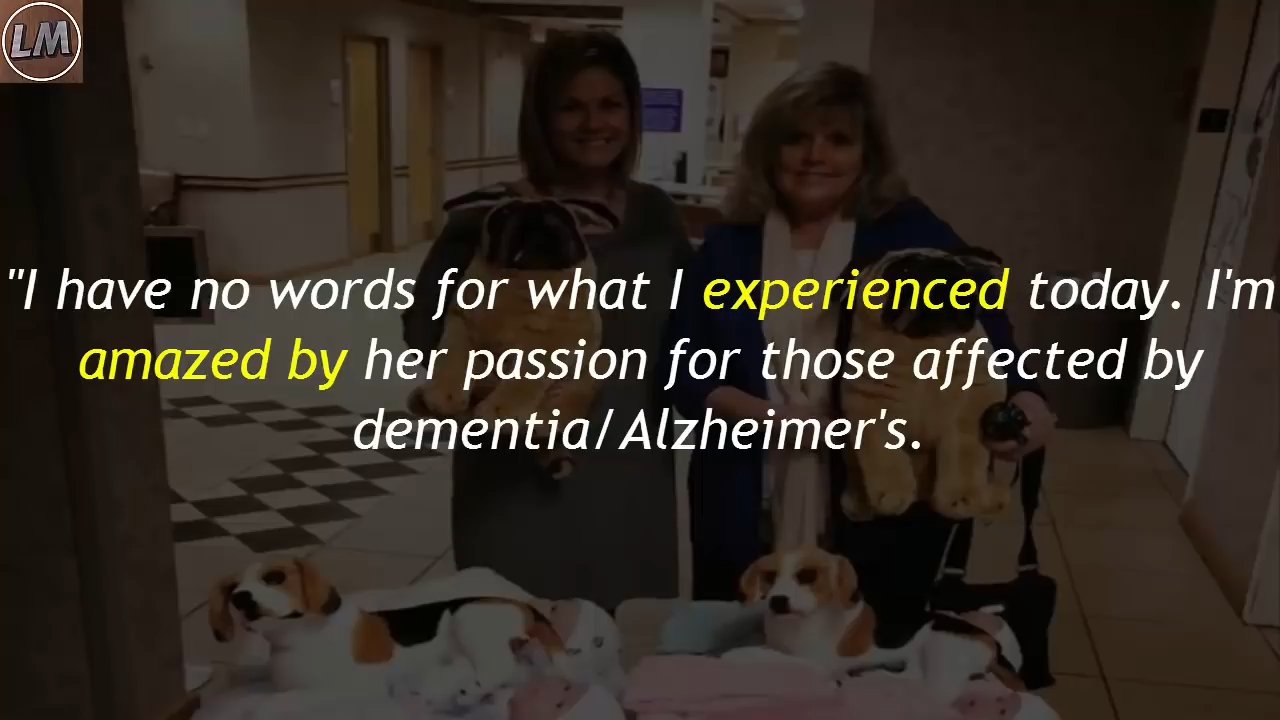 LM
"I have no words for what I experienced today. I'm
amazed by her passion for those affected by
dementia/Alzheimer's.